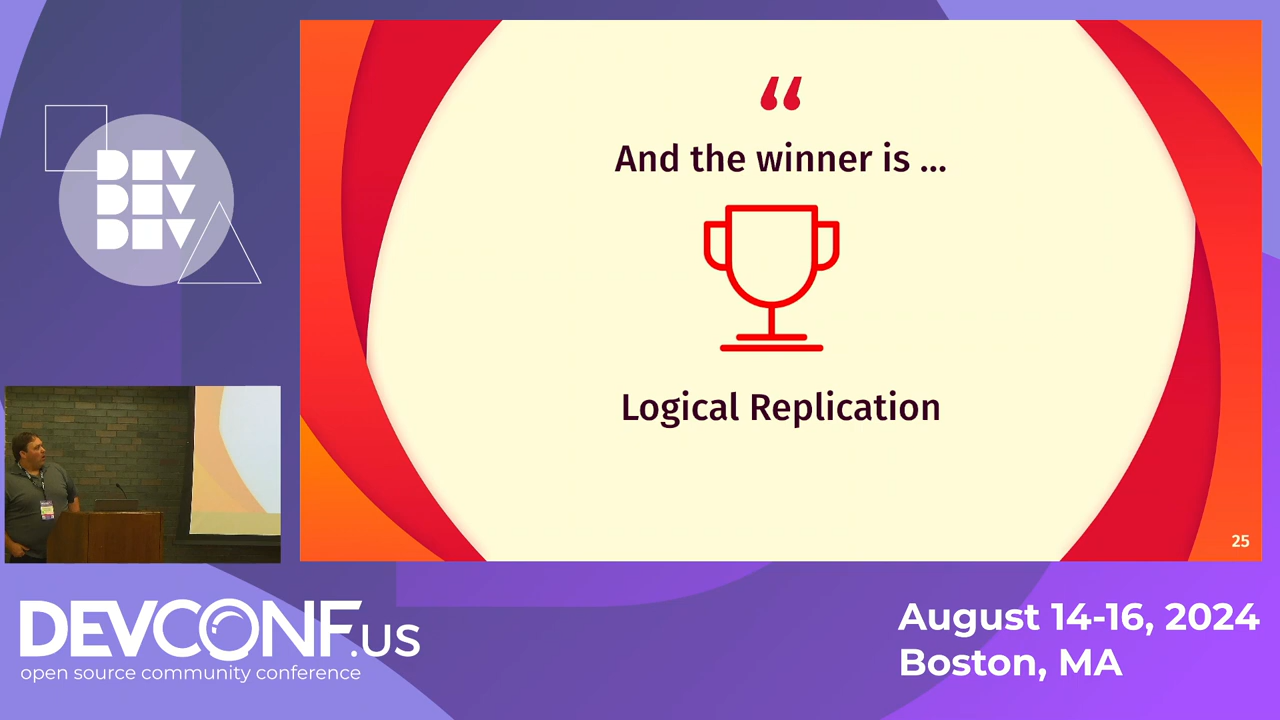 DEV
DEV
DEV
“
And the winner is ...
Logical Replication
25
DEVCONF.US
open source community conference
August 14-16, 2024
Boston, MA